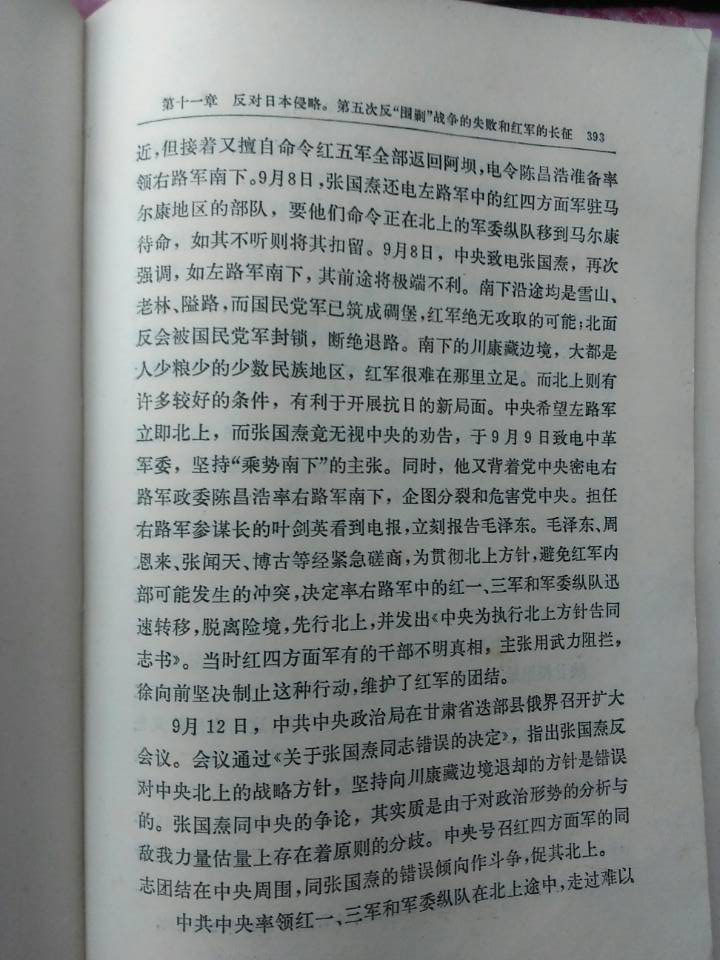 第十一章 反对日本侵略。第五次反“围剿”战争的失败和红军的长征 393
近，但接着又擅自命令红五军全部返回阿坝，电令陈昌浩准备率
领右路军南下。9月8日，张国焘还电左路军中的红四方面军驻马
尔康地区的部队，要他们命令正在北上的军委纵队移到马尔康
待命，如其不听则将其扣留。9月8日，中央致电张国焘，再次
强调，如左路军南下，其前途将极端不利。南下沿途均是雪山、
老林、隘路，而国民党军已筑成碉堡，红军绝无攻取的可能；北面
反会被国民党军封锁，断绝退路。南下的川康藏边境，大都是
人少粮少的少数民族地区，红军很难在那里立足。而北上则有
许多较好的条件，有利于开展抗日的新局面。中央希望左路军
立即北上，而张国焘竟无视中央的劝告，于9月9日致电中革
军委，坚持“乘势南下”的主张。同时，他又背着党中央密电右
路军政委陈昌浩率右路军南下，企图分裂和危害党中央。担任
右路军参谋长的叶剑英看到电报，立刻报告毛泽东。毛泽东、周
恩来、张闻天、博古等经紧急磋商，为贯彻北上方针，避免红军内
部可能发生的冲突，决定率右路军中的红一、三军和军委纵队迅
速转移，脱离险境，先行北上，并发出《中央为执行北上方针告同
志书》。当时红四方面军有的干部不明真相，主张用武力阻拦，
徐向前坚决制止这种行动，维护了红军的团结。
9月12日，中共中央政治局在甘肃省迭部县俄界召开扩大
会议。会议通过《关于张国焘同志错误的决定》，指出张国焘反
对中央北上的战略方针，坚持向川康藏边境退却的方针是错误
的。张国焘同中央的争论，其实质是由于对政治形势的分析与
敌我力量估量上存在着原则的分歧。中央号召红四方面军的同
志团结在中央周围，同张国焘的错误倾向作斗争，促其北上。
中共中央率领红一、三军和军委纵队在北上途中，走过难以